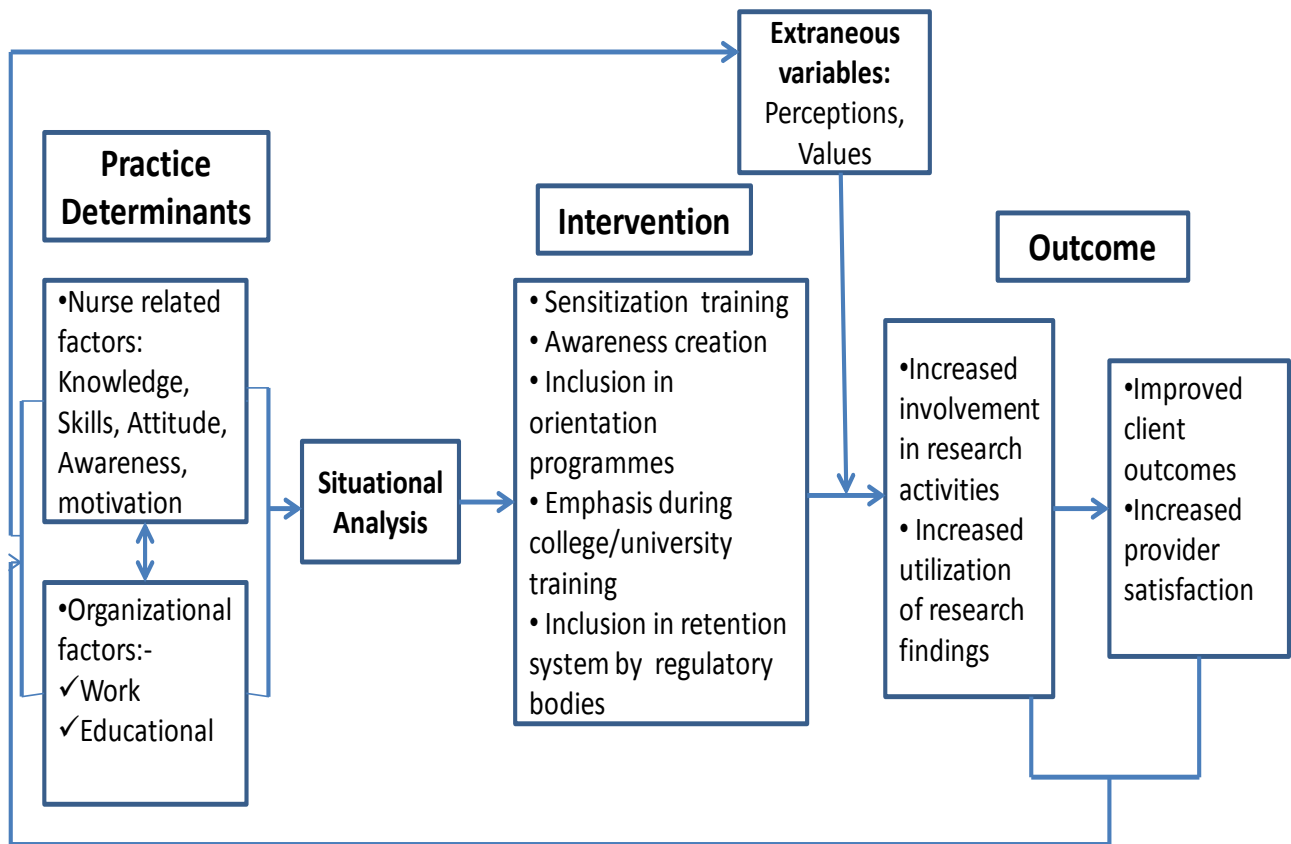 Extraneous
variables:
Perceptions,
Values
Practice
Determinants
Intervention
Outcome
•Nurse related
factors:
Knowledge,
Skills, Attitude,
Awareness,
motivation
•Organizational
factors:-
✓Work
✓Educational
Situational
Analysis
• Sensitization training
• Awareness creation
• Inclusion in
orientation
programmes
• Emphasis during
college/university
training
• Inclusion in retention
system by regulatory
bodies
•Increased
involvement
in research
activities
• Increased
utilization
of research
findings
•Improved
client
outcomes
•Increased
provider
satisfaction